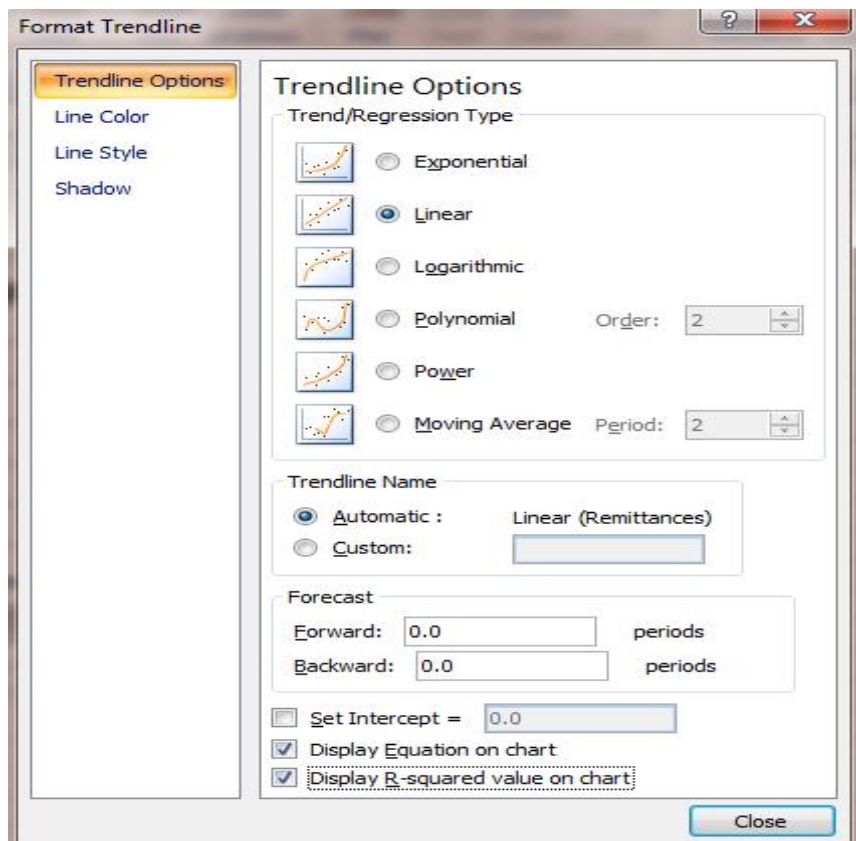 Format Trendline
?
X
Trendline Options
Line Color
Line Style
Shadow
Trendline Options
Trend/Regression Type
Exponential
Linear
Logarithmic
Polynomial Order: 2
Power
Moving Average Period: 2
Trendline Name
Automatic : Linear (Remittances)
Custom:
Forecast
Forward: 0.0 periods
Backward: 0.0 periods
Set Intercept = 0.0
Display Equation on chart
Display R-squared value on chart
Close